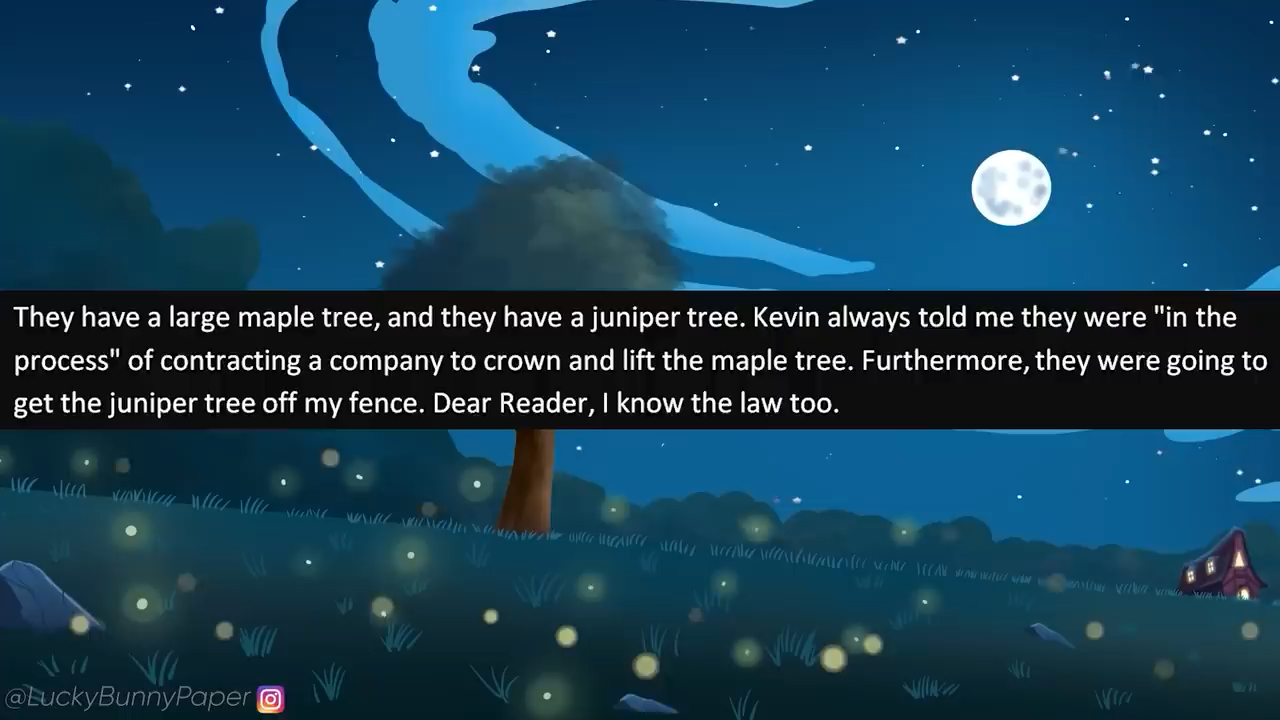 They have a large maple tree, and they have a juniper tree. Kevin always told me they were "in the
process" of contracting a company to crown and lift the maple tree. Furthermore, they were going to
get the juniper tree off my fence. Dear Reader, I know the law too.
@LuckyBunnyPaper